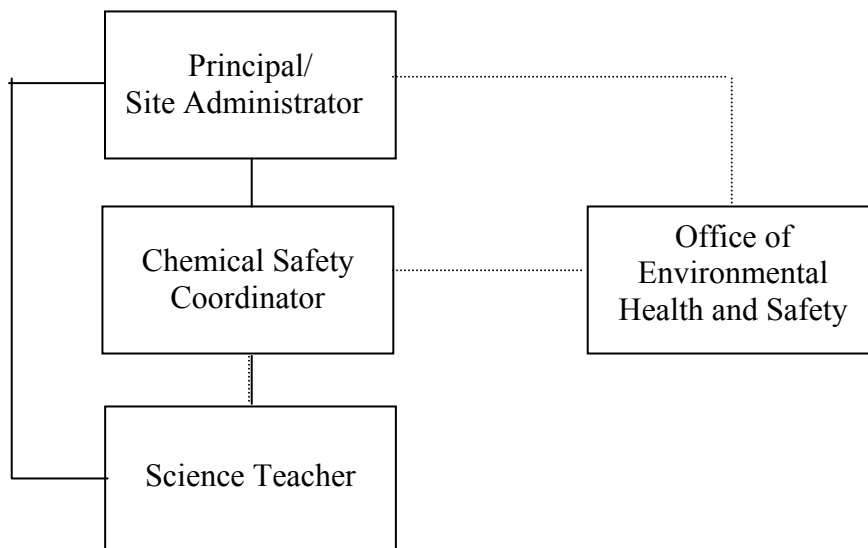 Principal/
Site Administrator
Chemical Safety
Coordinator
Office of
Environmental
Health and Safety
Science Teacher